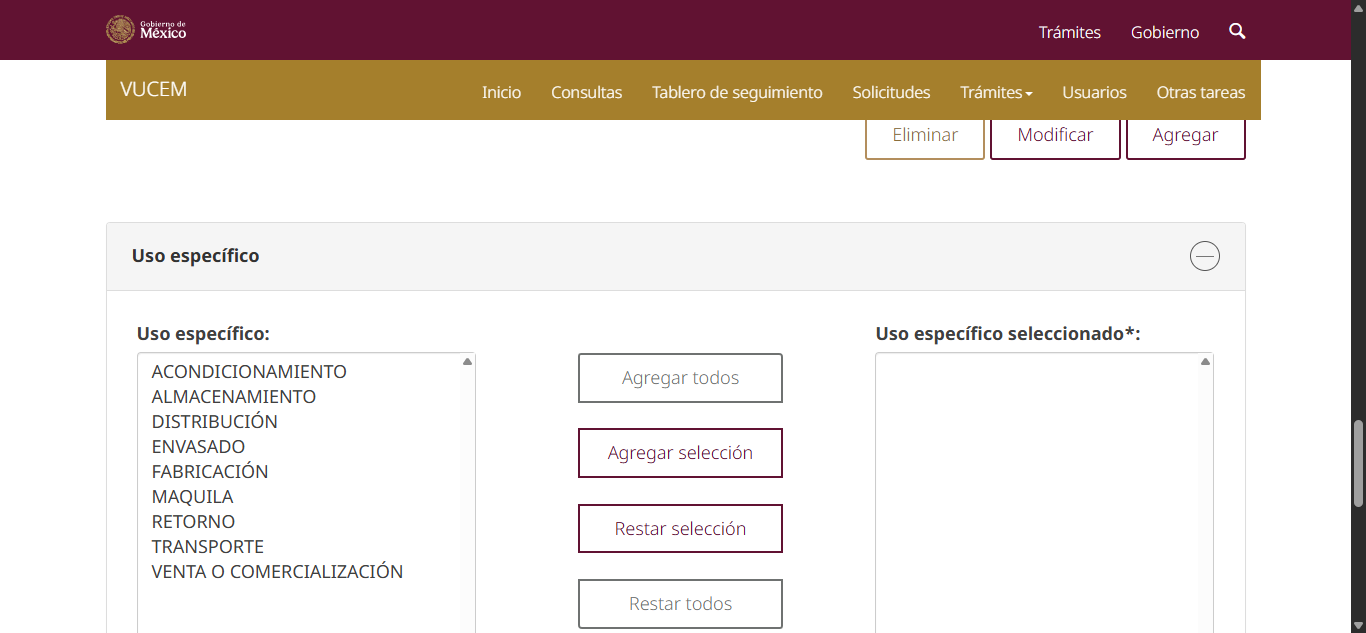 Gobierno de
México
Trámites
Gobierno
VUCEM
Inicio
Consultas
Tablero de seguimiento
Solicitudes
Trámites
Usuarios
Otras tareas
Eliminar
Modificar
Agregar
Uso específico
Uso específico:
ACONDICIONAMIENTO
ALMACENAMIENTO
DISTRIBUCIÓN
ENVASADO
FABRICACIÓN
MAQUILA
RETORNO
TRANSPORTE
VENTA O COMERCIALIZACIÓN
Agregar todos
Agregar selección
Restar selección
Restar todos
Uso específico seleccionado*: